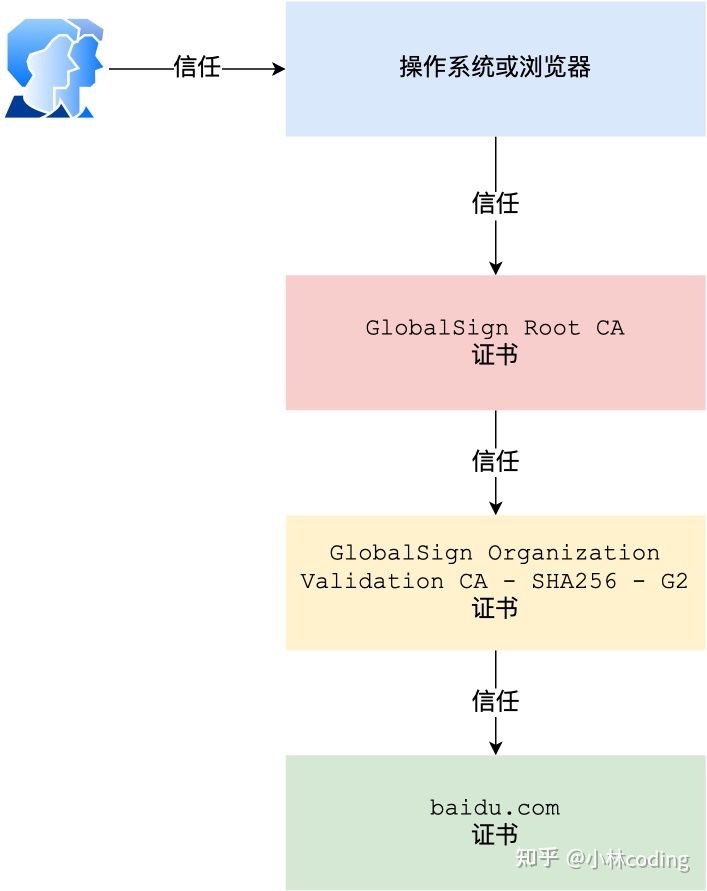 信任
操作系统或浏览器
信任
GlobalSign Root CA
证书
信任
GlobalSign Organization
Validation CA - SHA256 - G2
证书
信任
baidu.com
证书
知乎 @小林coding